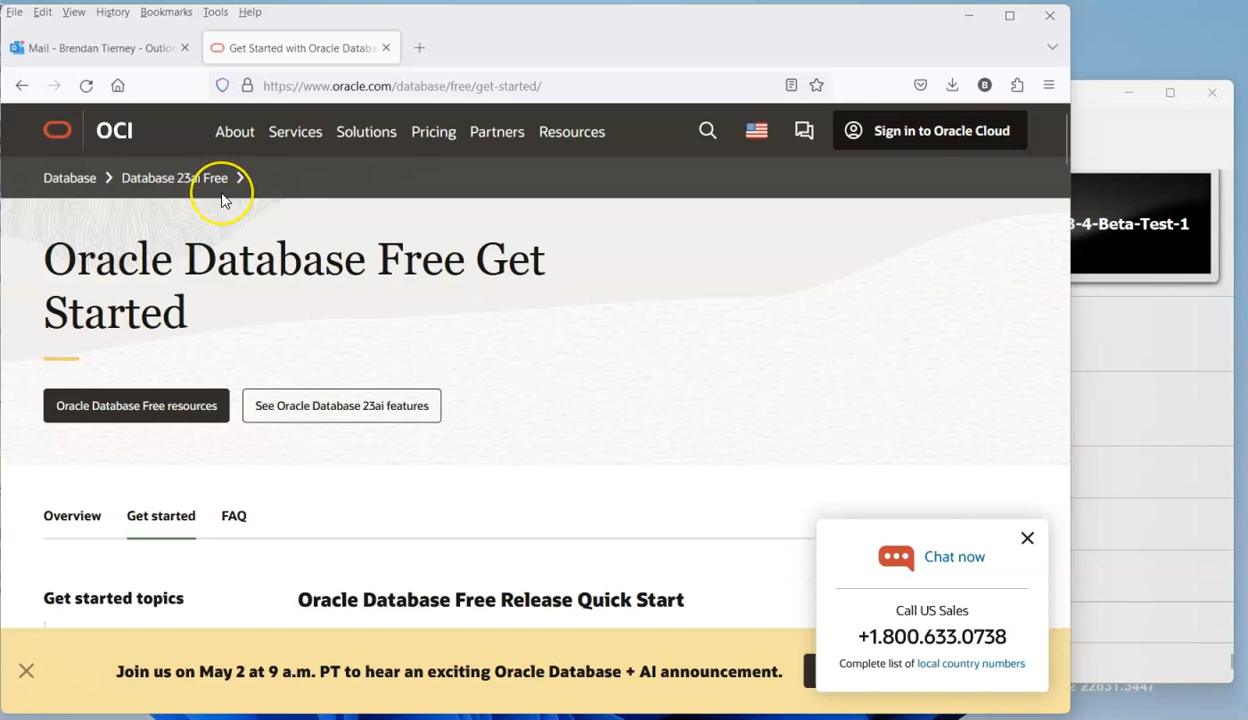 File Edit View History Bookmarks Tools Help
Mail - Brendan Tierney - Outlo
Get Started with Oracle Datab
https://www.oracle.com/database/free/get-started/
B
OCI
About Services Solutions Pricing Partners Resources
Sign in to Oracle Cloud
Database Database 23ai Free
3-4-Beta-Test-1
Oracle Database Free Get
Started
Oracle Database Free resources
See Oracle Database 23ai features
Overview Get started FAQ
Get started topics
Oracle Database Free Release Quick Start
Chat now
Call US Sales
+1.800.633.0738
Complete list of local country numbers
Join us on May 2 at 9 a.m. PT to hear an exciting Oracle Database + AI announcement.